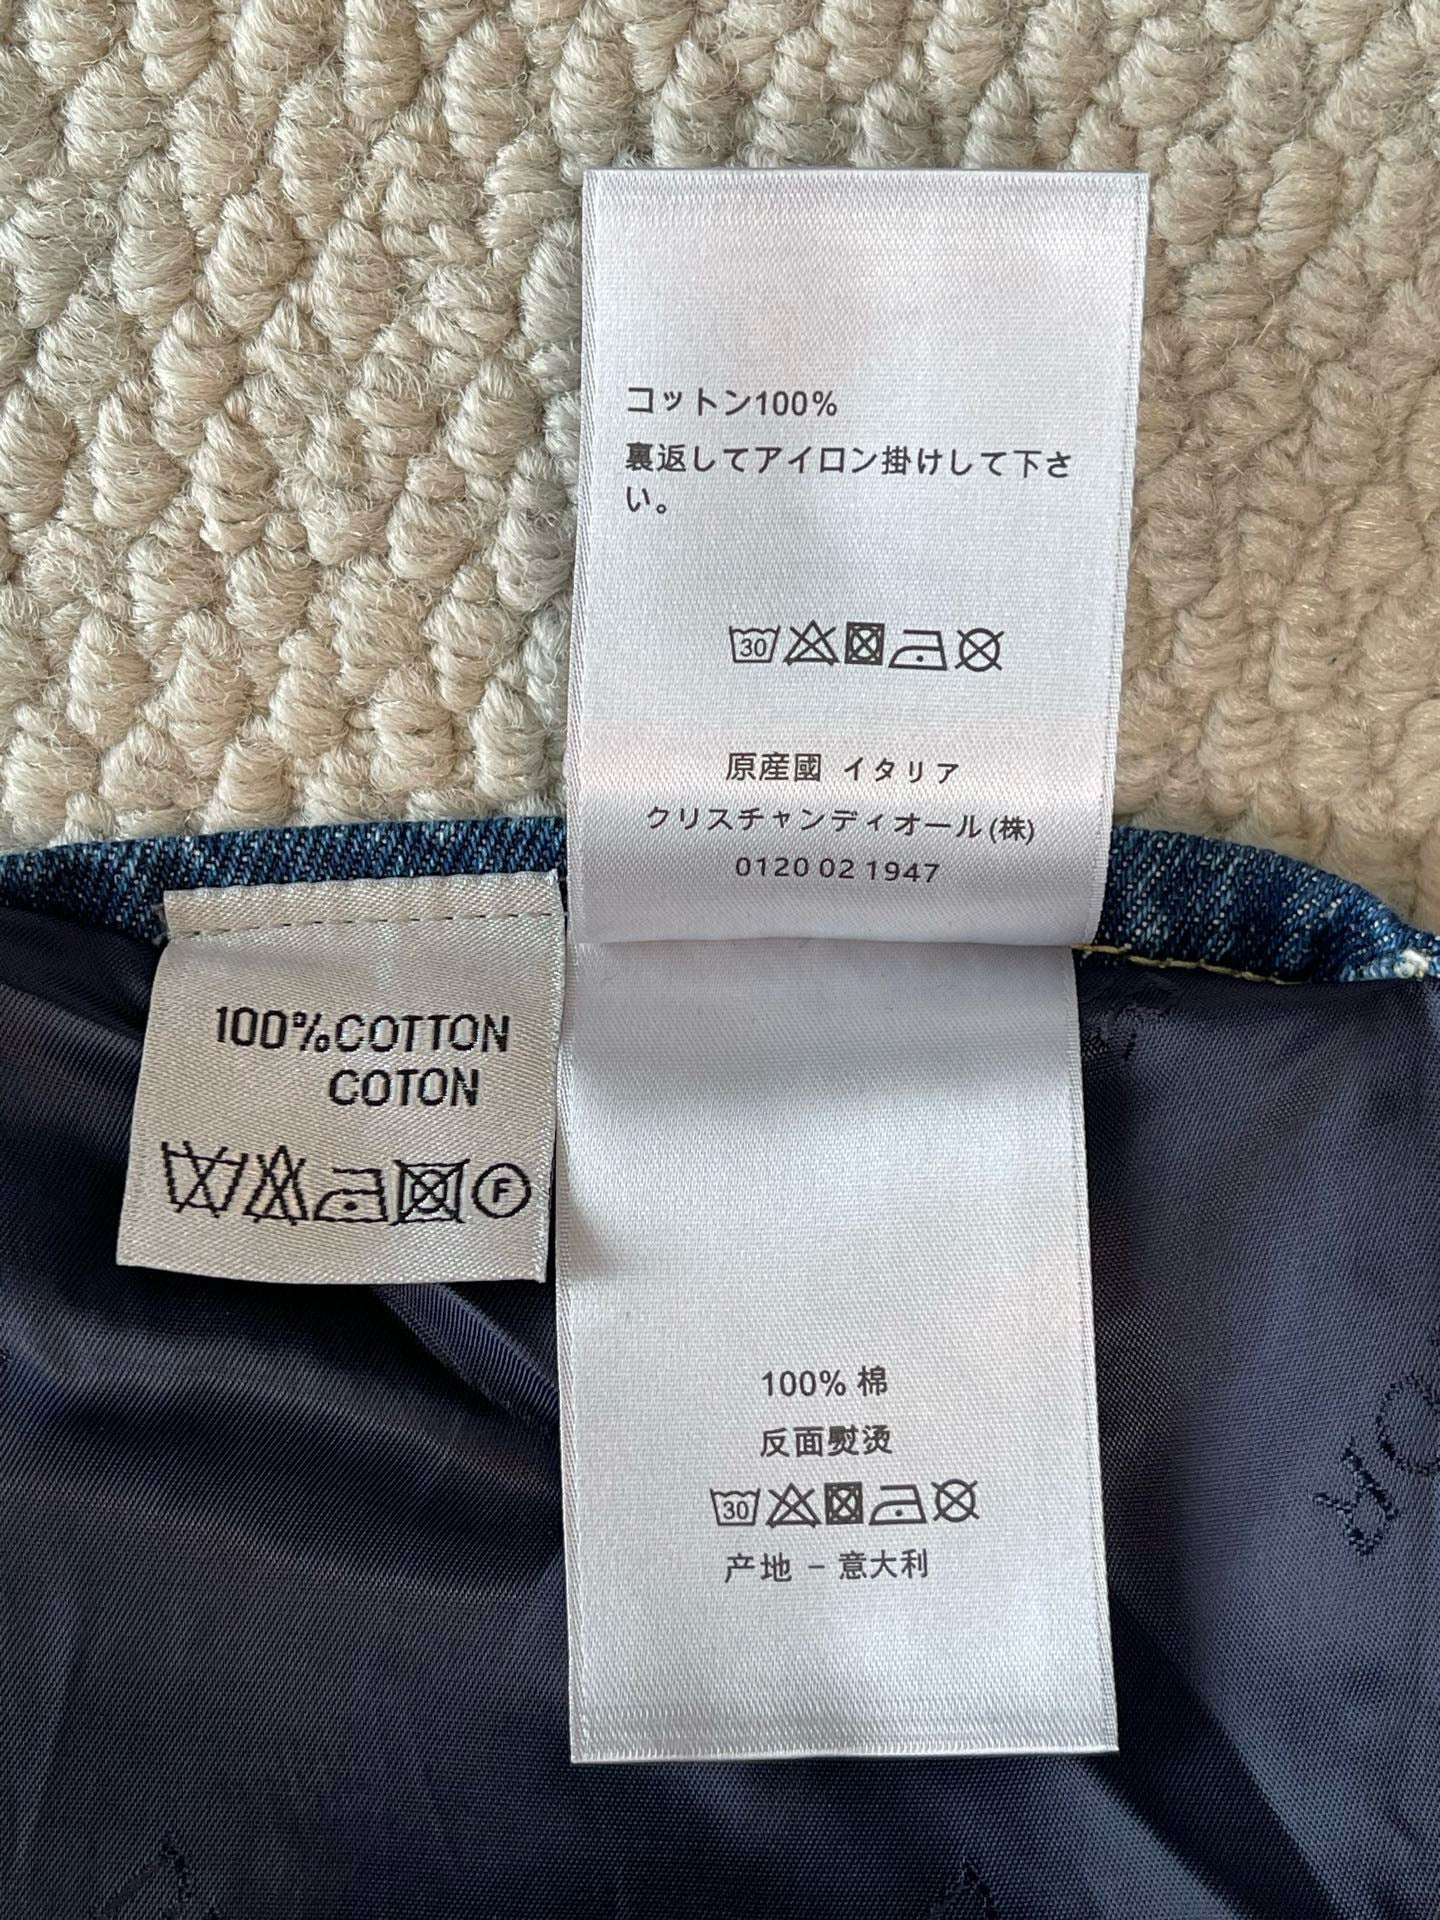 コットン100%
裏返してアイロン掛けして下さ
い。
30
原産國 イタリア
クリスチャンディオール(株)
0120 02 1947
100%COTTON
COTON
F
100% 棉
反面熨烫
30
产地 – 意大利